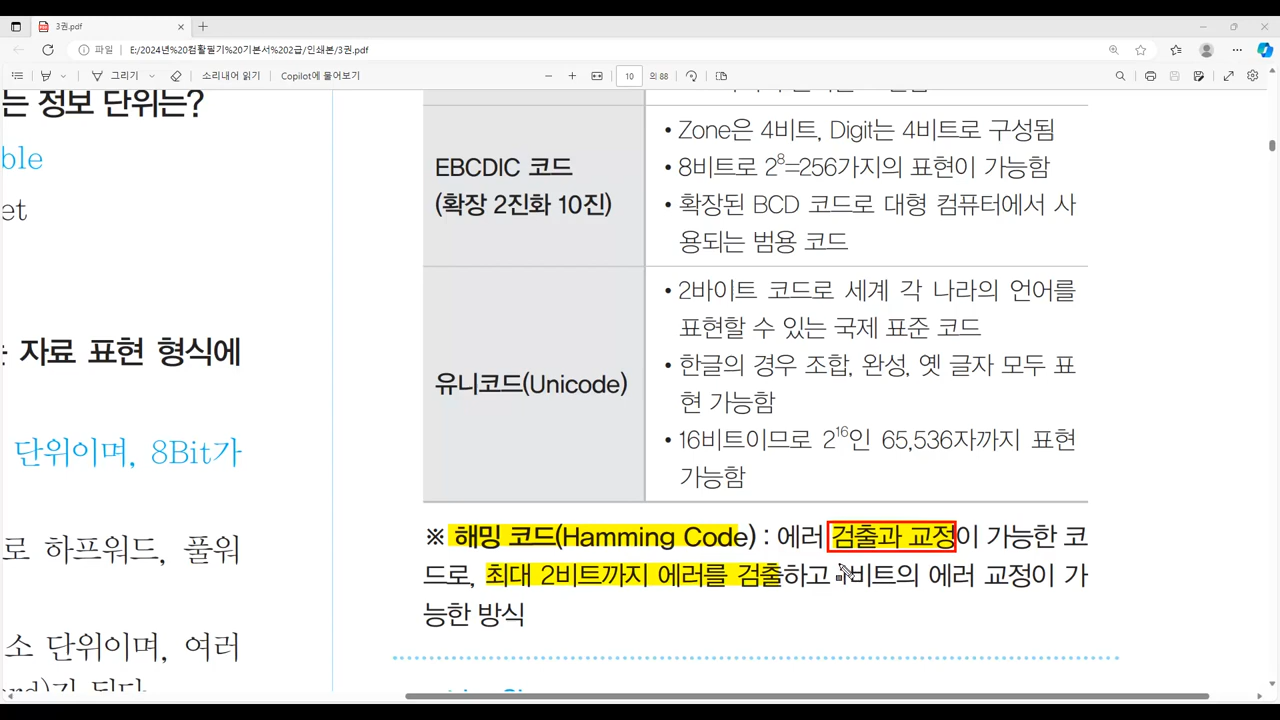 3권.pdf
파일 E:/2024년%20컴활필기%20기본서%202급/인쇄본/3권.pdf
그리기 소리내어 읽기 Copilot에 물어보기 10 의 88
는 정보 단위는?
ble
et
자료 표현 형식에
단위이며, 8Bit가
로 하프워드, 풀워
소 단위이며, 여러
EBCDIC 코드
(확장 2진화 10진)
• Zone은 4비트, Digit는 4비트로 구성됨
• 8비트로 2⁸=256가지의 표현이 가능함
• 확장된 BCD 코드로 대형 컴퓨터에서 사
용되는 범용 코드
유니코드(Unicode)
• 2바이트 코드로 세계 각 나라의 언어를
표현할 수 있는 국제 표준 코드
• 한글의 경우 조합, 완성, 옛 글자 모두 표
현 가능함
• 16비트이므로 2¹⁶인 65,536자까지 표현
가능함
※ 해밍 코드(Hamming Code) : 에러 검출과 교정이 가능한 코
드로, 최대 2비트까지 에러를 검출하고 1비트의 에러 교정이 가
능한 방식